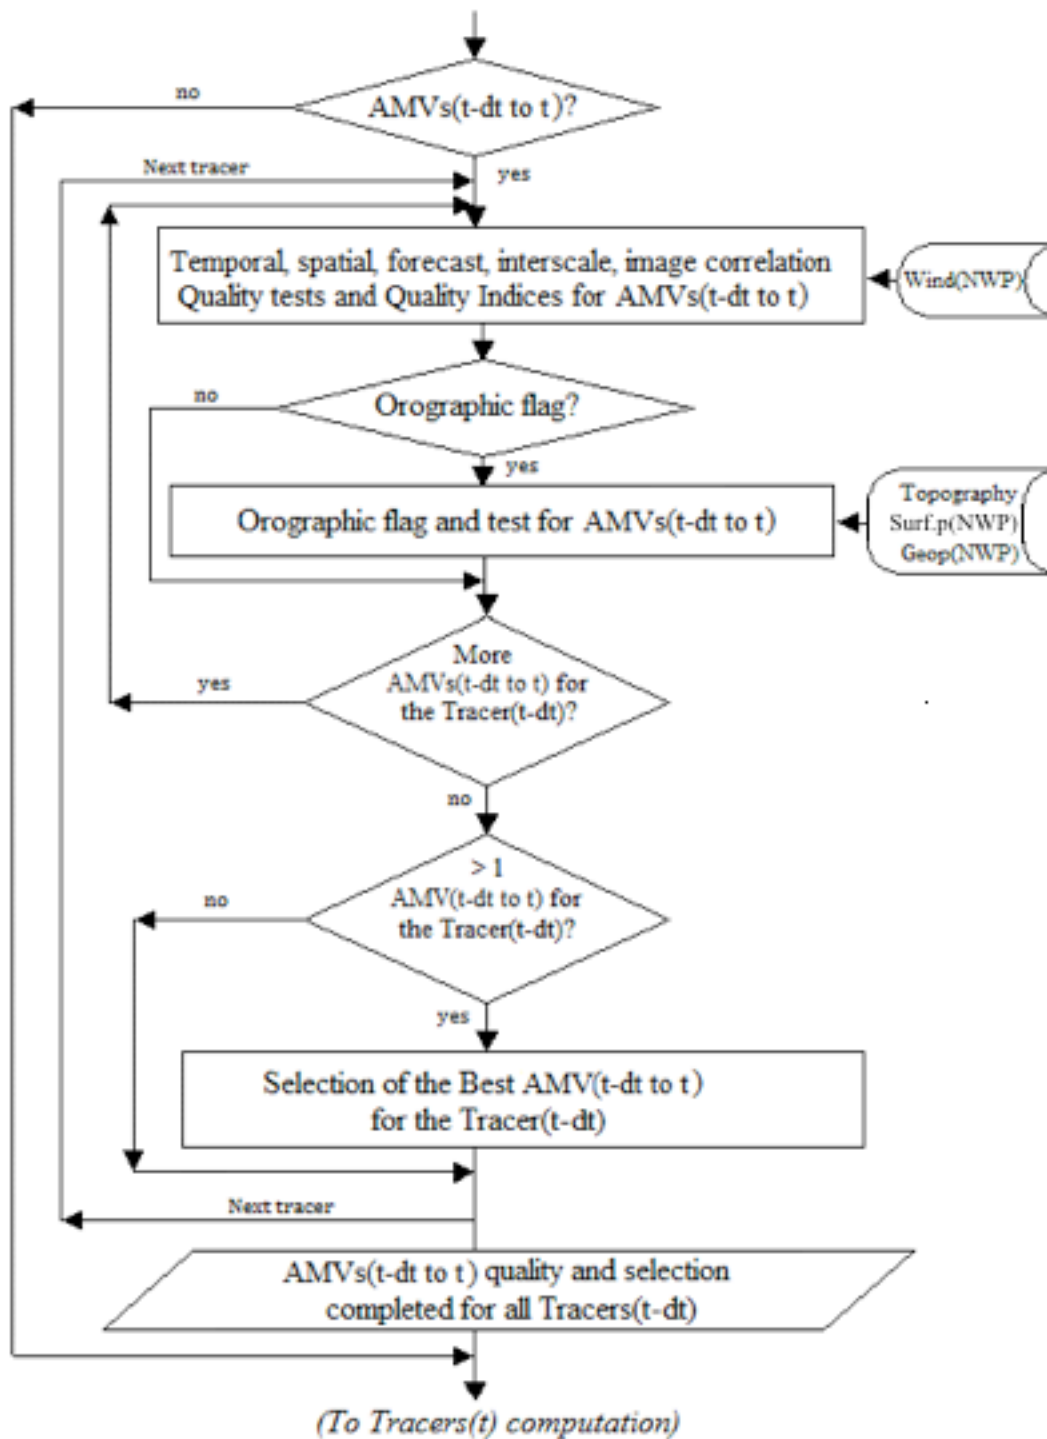 AMVs(t-dt to t)?
no
Next tracer
yes
Temporal, spatial, forecast, interscale, image correlation
Quality tests and Quality Indices for AMVs(t-dt to t)
Wind(NWP)
no
Orographic flag?
yes
Orographic flag and test for AMVs(t-dt to t)
Topography
Surf.p(NWP)
Geop(NWP)
More
AMVs(t-dt to t) for
the Tracer(t-dt)?
yes
no
> 1
AMV(t-dt to t) for
the Tracer(t-dt)?
no
yes
Selection of the Best AMV(t-dt to t)
for the Tracer(t-dt)
Next tracer
AMVs(t-dt to t) quality and selection
completed for all Tracers(t-dt)
(To Tracers(t) computation)